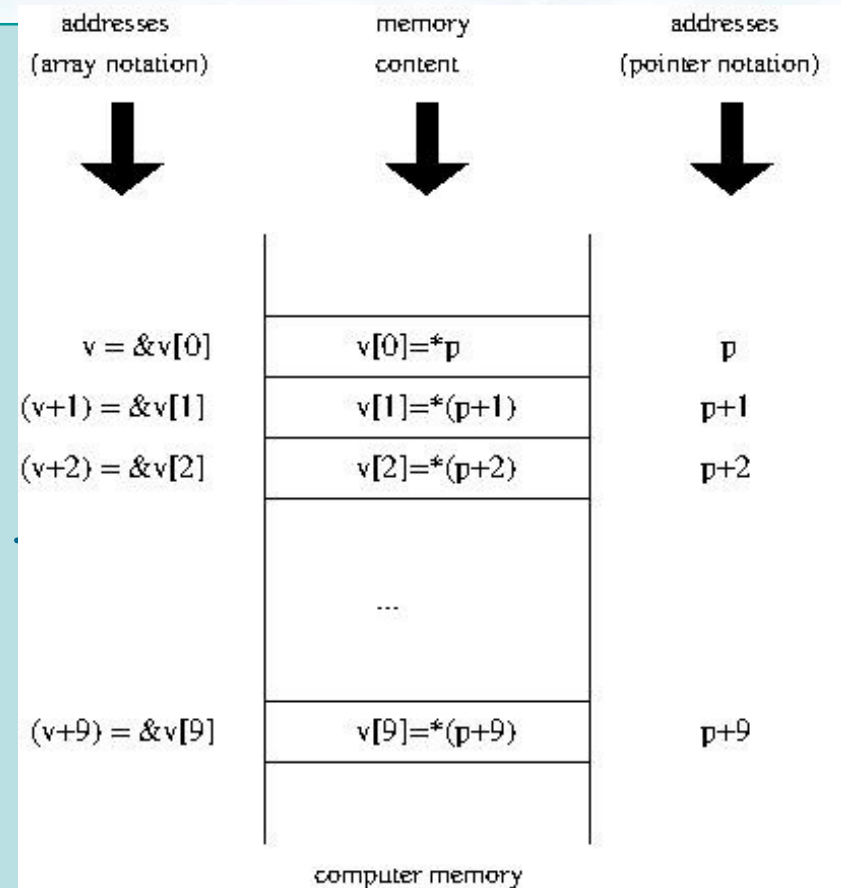 addresses memory addresses
(array notation) content (pointer notation)
v = &v[0] v[0]=*p p
(v+1) = &v[1] v[1]=*(p+1) p+1
(v+2) = &v[2] v[2]=*(p+2) p+2
...
(v+9) = &v[9] v[9]=*(p+9) p+9
computer memory